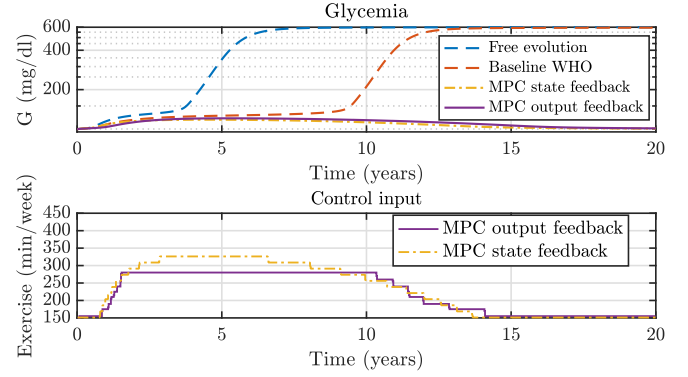 Glycemia
G (mg/dl)
600
400
200
Free evolution
Baseline WHO
MPC state feedback
MPC output feedback
0 5 10 15 20
Time (years)
Control input
Exercise (min/week)
450
400
350
300
250
200
150
MPC output feedback
MPC state feedback
0 5 10 15 20
Time (years)